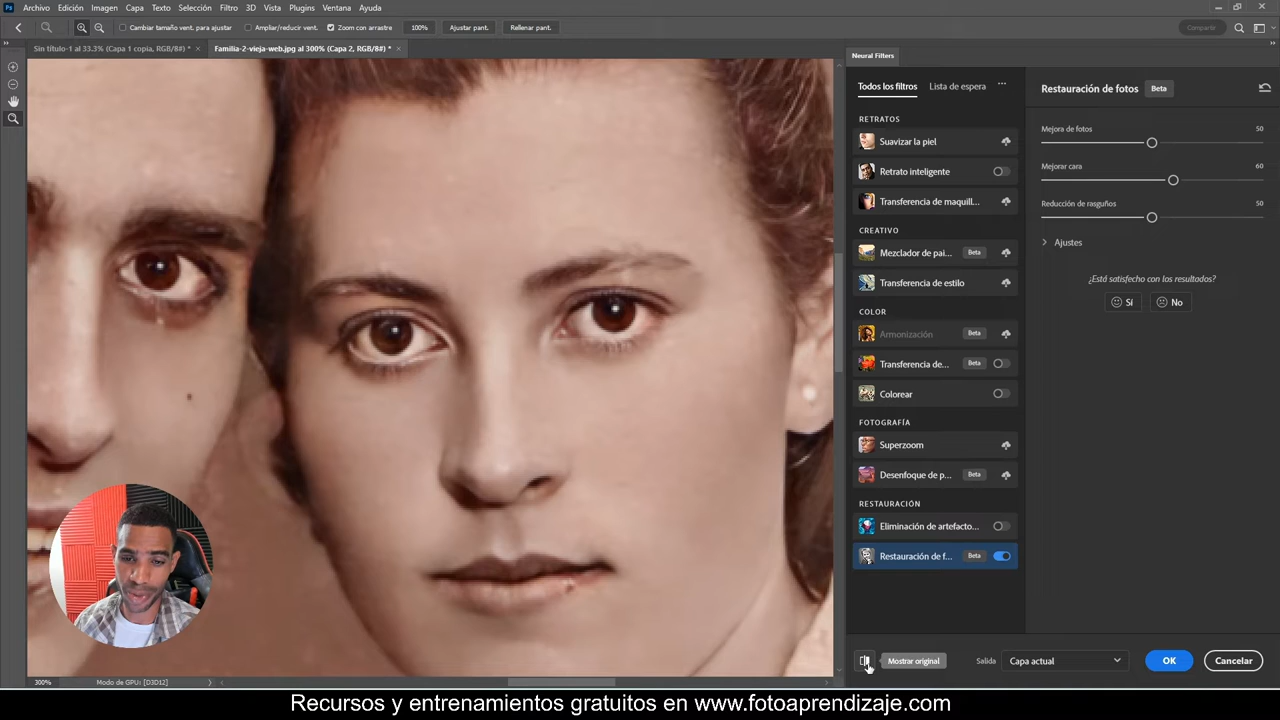 Ps Archivo Edición Imagen Capa Texto Selección Filtro 3D Vista Plugins Ventana Ayuda
Cambiar tamaño vent. para ajustar Ampliar/reducir vent. Zoom con arrastre 100% Ajustar pant. Rellenar pant. Compartir
Sin título-1 al 33.3% (Capa 1 copia, RGB/8#) * × Familia-2-vieja-web.jpg al 300% (Capa 2, RGB/8#) * ×
Neural Filters
Todos los filtros Lista de espera ...
Restauración de fotos Beta
RETRATOS
Suavizar la piel
Retrato inteligente
Transferencia de maquill...
CREATIVO
Mezclador de pai... Beta
Transferencia de estilo
COLOR
Armonización Beta
Transferencia de... Beta
Colorear
FOTOGRAFÍA
Superzoom
Desenfoque de p... Beta
RESTAURACIÓN
Eliminación de artefacto...
Restauración de f... Beta
Mejora de fotos 50
Mejorar cara 60
Reducción de rasguños 50
Ajustes
¿Está satisfecho con los resultados?
Sí No
Mostrar original Salida Capa actual OK Cancelar
300% Modo de GPU: [D3D12]
Recursos y entrenamientos gratuitos en www.fotoaprendizaje.com